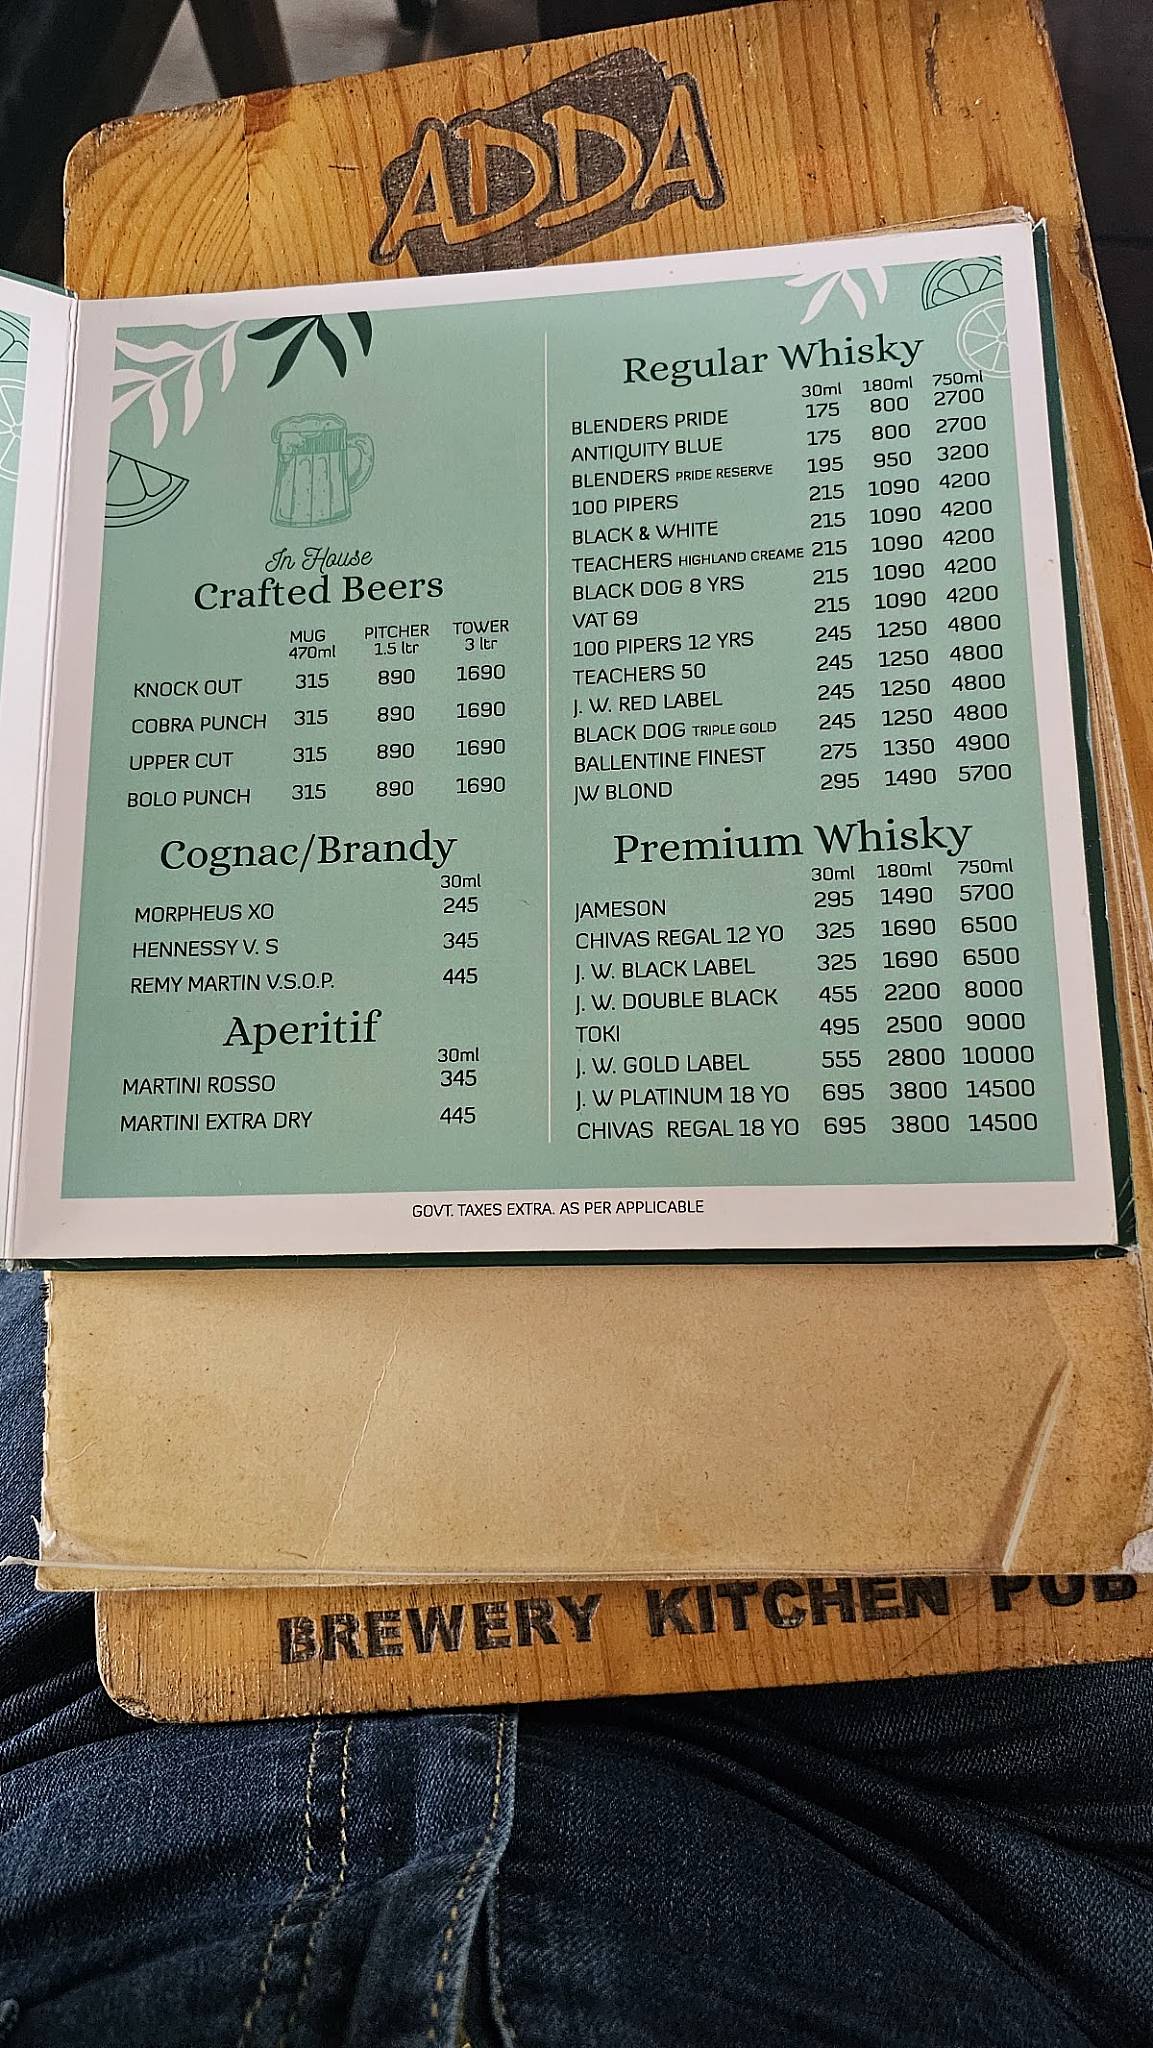 ADDA
In House
Crafted Beers
MUG PITCHER TOWER
470ml 1.5 ltr 3 ltr
KNOCK OUT 315 890 1690
COBRA PUNCH 315 890 1690
UPPER CUT 315 890 1690
BOLO PUNCH 315 890 1690
Cognac/Brandy
30ml
MORPHEUS XO 245
HENNESSY V. S 345
REMY MARTIN V.S.O.P. 445
Aperitif
30ml
MARTINI ROSSO 345
MARTINI EXTRA DRY 445
Regular Whisky
30ml 180ml 750ml
BLENDERS PRIDE 175 800 2700
ANTIQUITY BLUE 175 800 2700
BLENDERS PRIDE RESERVE 195 950 3200
100 PIPERS 215 1090 4200
BLACK & WHITE 215 1090 4200
TEACHERS HIGHLAND CREAME 215 1090 4200
BLACK DOG 8 YRS 215 1090 4200
VAT 69 215 1090 4200
100 PIPERS 12 YRS 245 1250 4800
TEACHERS 50 245 1250 4800
J. W. RED LABEL 245 1250 4800
BLACK DOG TRIPLE GOLD 245 1250 4800
BALLENTINE FINEST 275 1350 4900
JW BLOND 295 1490 5700
Premium Whisky
30ml 180ml 750ml
JAMESON 295 1490 5700
CHIVAS REGAL 12 YO 325 1690 6500
J. W. BLACK LABEL 325 1690 6500
J. W. DOUBLE BLACK 455 2200 8000
TOKI 495 2500 9000
J. W. GOLD LABEL 555 2800 10000
J. W PLATINUM 18 YO 695 3800 14500
CHIVAS REGAL 18 YO 695 3800 14500
GOVT. TAXES EXTRA. AS PER APPLICABLE
BREWERY KITCHEN PUB